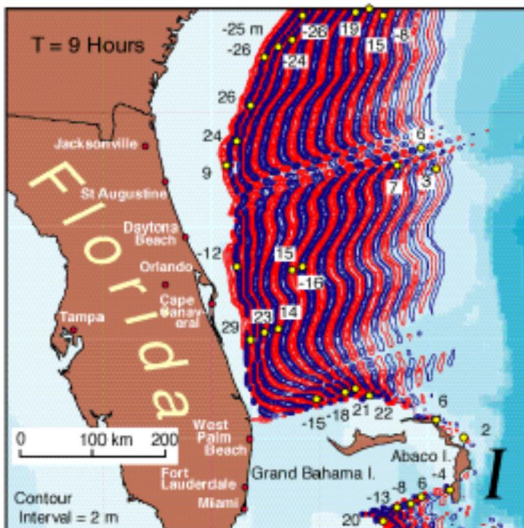 T = 9 Hours
-25 m
-26
-24
-26
19
15
-8
26
24
9
6
7
3
Jacksonville
St Augustine
Daytona
Beach
Orlando
Cape
Canav
eral
Tampa
Florida
-12
15
-16
29
23
14
-15
-18
21
22
6
2
0 100 200
km
West
Palm
Beach
Fort
Lauderdale
Miami
Grand Bahama I.
Abaco I.
-4
6
-8
-13
20
I
Contour
Interval = 2 m